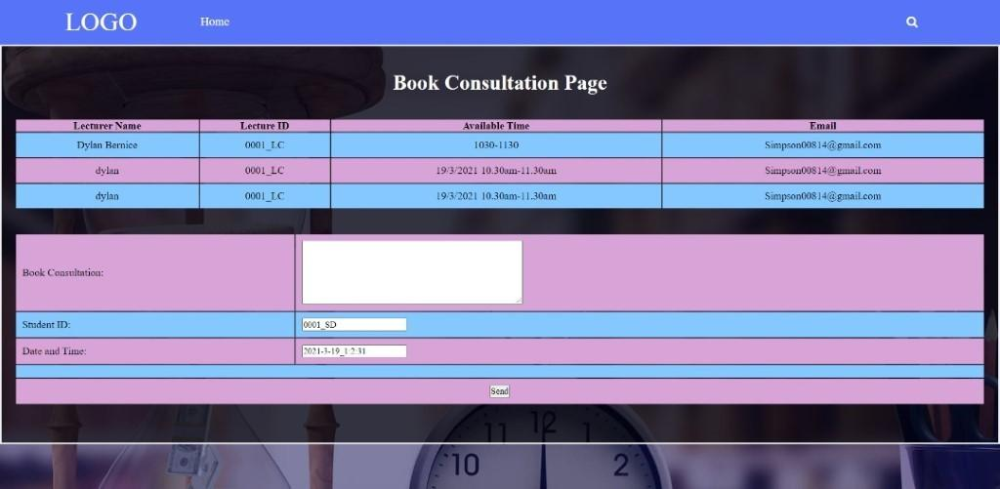 LOGO Home
Book Consultation Page
Lecturer Name Lecture ID Available Time Email
Dylan Bernice 0001_LC 1030-1130 Simpson00814@gmail.com
dylan 0001_LC 19/3/2021 10.30am-11.30am Simpson00814@gmail.com
dylan 0001_LC 19/3/2021 10.30am-11.30am Simpson00814@gmail.com
Book Consultation:
Student ID: 0001_SD
Date and Time: 2021-3-19_1:2:31
Send
11 12 1
10 2